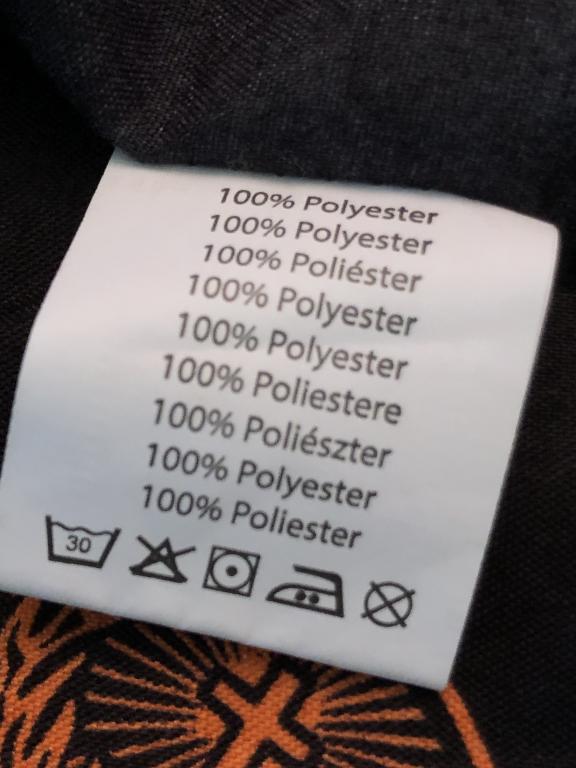 100% Polyester
100% Polyester
100% Poliéster
100% Polyester
100% Polyester
100% Poliestere
100% Poliészter
100% Polyester
100% Poliester
30